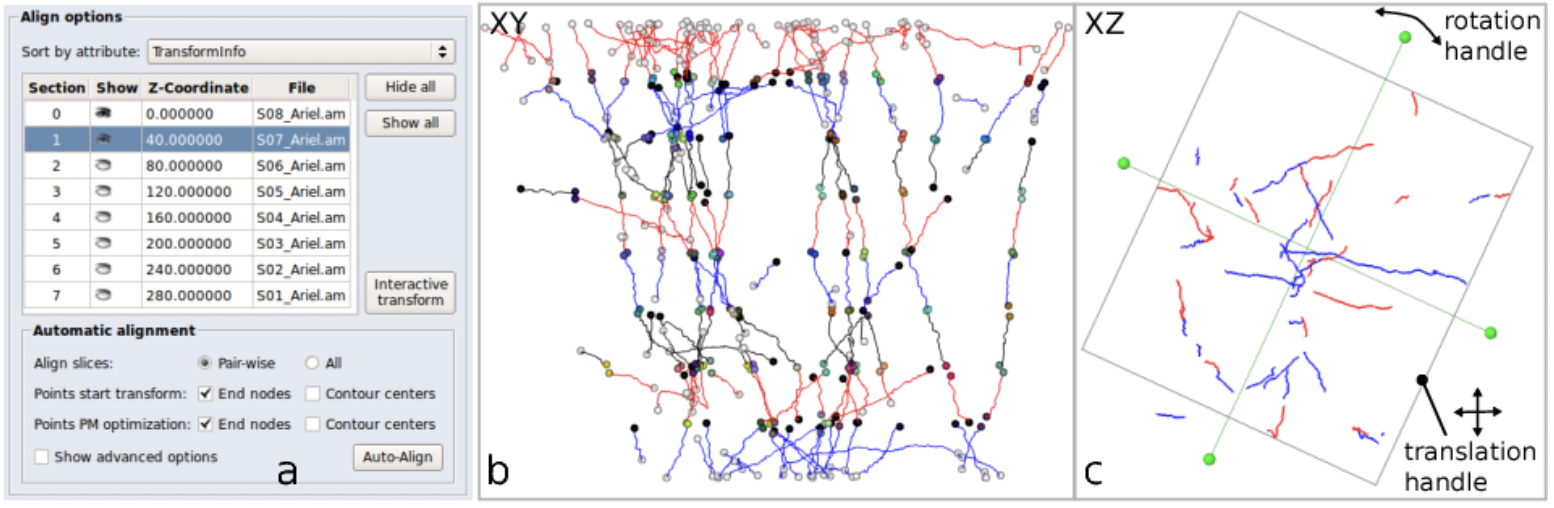 Align options
Sort by attribute: TransformInfo
Section Show Z-Coordinate File
0 0.000000 S08_Ariel.am
1 40.000000 S07_Ariel.am
2 80.000000 S06_Ariel.am
3 120.000000 S05_Ariel.am
4 160.000000 S04_Ariel.am
5 200.000000 S03_Ariel.am
6 240.000000 S02_Ariel.am
7 280.000000 S01_Ariel.am
Hide all
Show all
Interactive
transform
Automatic alignment
Align slices: Pair-wise All
Points start transform: End nodes Contour centers
Points PM optimization: End nodes Contour centers
Show advanced options
Auto-Align
a
XY
b
XZ
rotation
handle
translation
handle
c